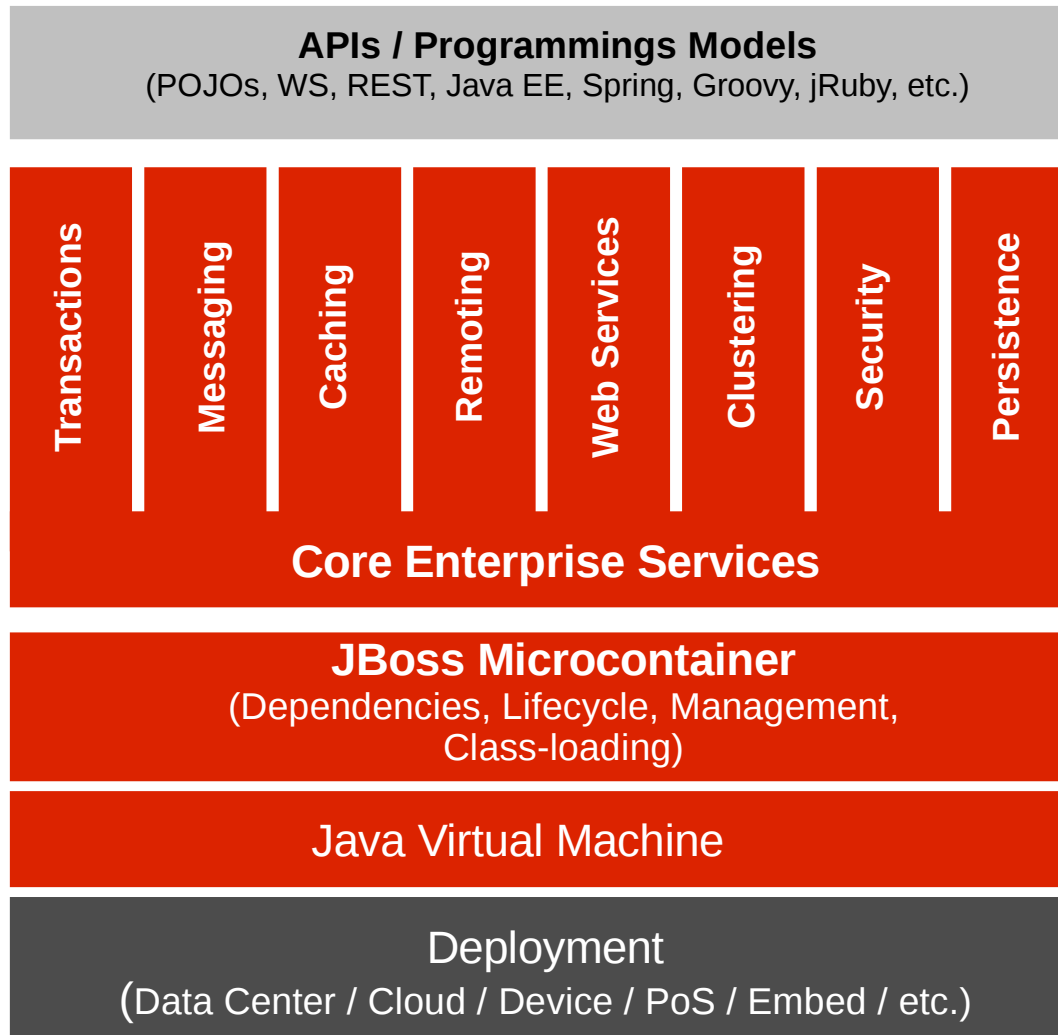 APIs / Programmings Models
(POJOs, WS, REST, Java EE, Spring, Groovy, jRuby, etc.)
Transactions
Messaging
Caching
Remoting
Web Services
Clustering
Security
Persistence
Core Enterprise Services
JBoss Microcontainer
(Dependencies, Lifecycle, Management,
Class-loading)
Java Virtual Machine
Deployment
(Data Center / Cloud / Device / PoS / Embed / etc.)